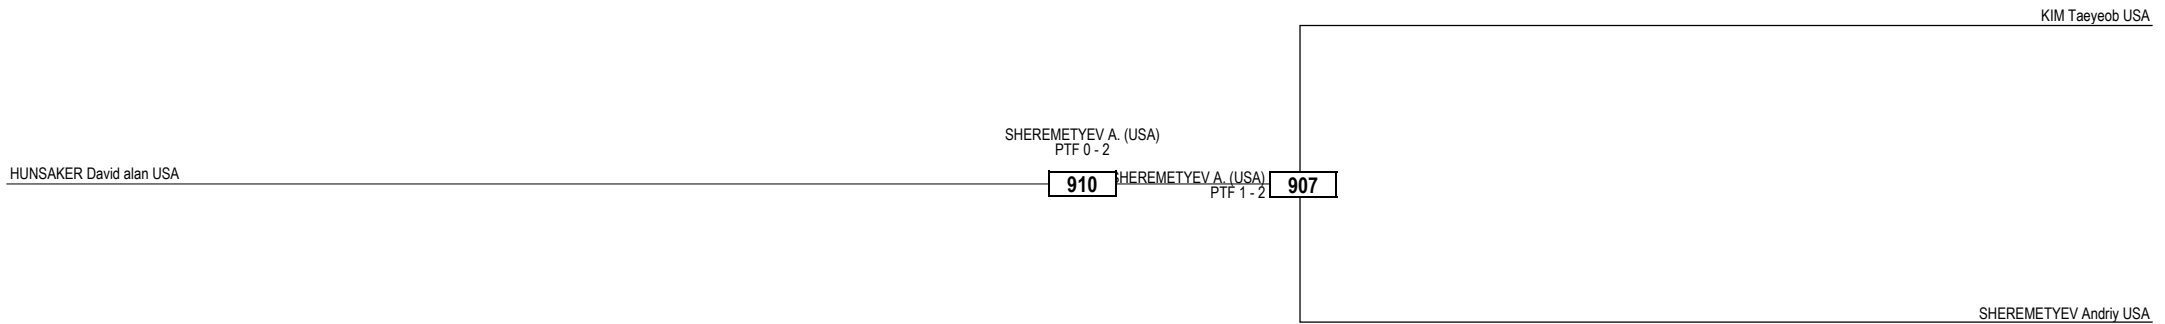 KIM Taeyeob USA
SHEREMETYEV A. (USA)
PTF 0 - 2
HUNSAKER David alan USA
910
SHEREMETYEV A. (USA)
PTF 1 - 2
907
SHEREMETYEV Andriy USA